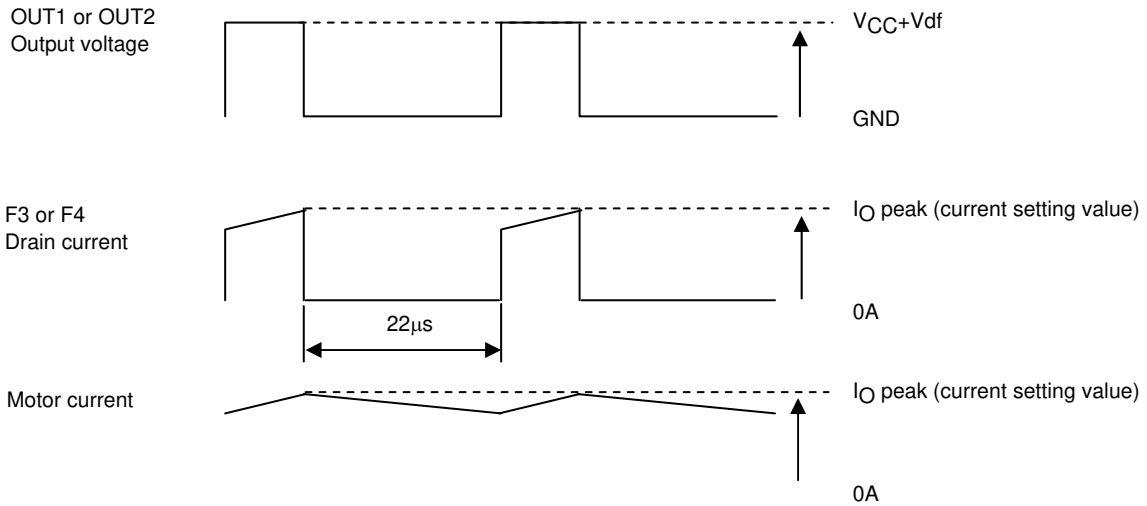 OUT1 or OUT2
Output voltage
VCC+Vdf
GND
F3 or F4
Drain current
IO peak (current setting value)
0A
22μs
Motor current
IO peak (current setting value)
0A